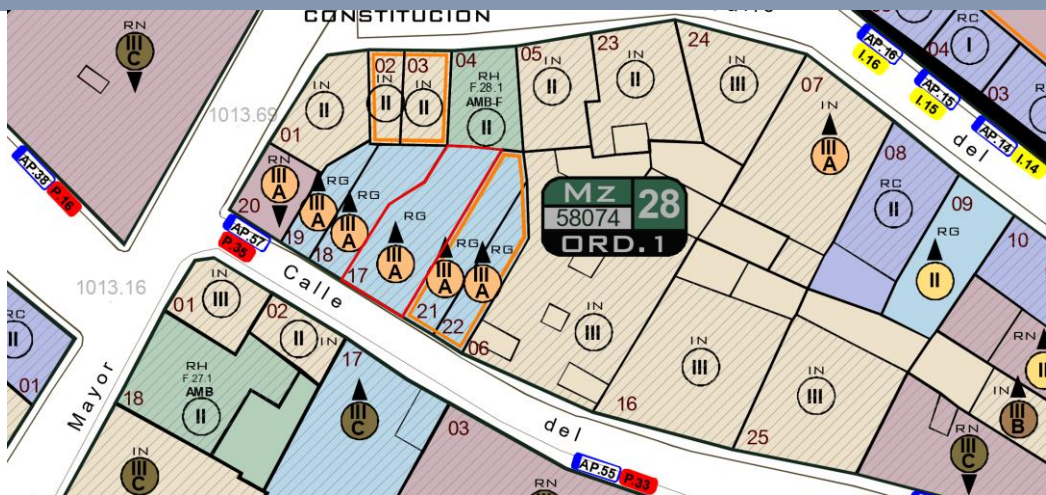 CONSTITUCION
RN
III
C
1013.69
01
IN
II
02
IN
II
03
IN
II
04
RH
F.28.1
AMB-F
II
05
IN
II
23
IN
II
24
IN
III
07
IN
III
A
04
RC
I
03
AP.16
I.16
AP.15
I.15
AP.14
I.14
del
08
RC
II
09
RG
II
10
AP.38
P.16
20
RN
III
A
19
RG
III
A
18
RG
III
A
17
RG
III
A
21
RG
III
A
22
RG
III
A
06
IN
III
Mz
58074
28
ORD.1
AP.57
P.35
Calle
del
1013.16
Mayor
RC
II
01
01
IN
III
02
II
IN
17
III
C
18
RH
F.27.1
AMB
II
IN
III
C
03
RN
III
C
AP.55
P.33
16
IN
III
25
IN
III
RN
II
IN
III
B
RN
III
C